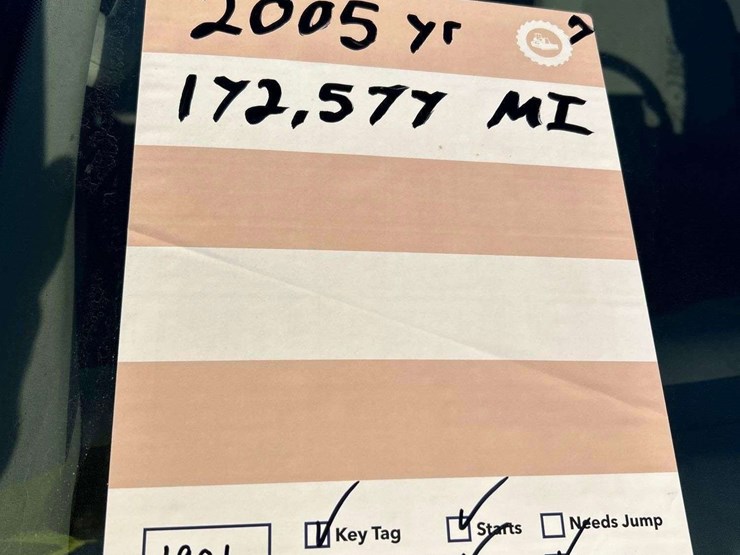 2005 yr
172,577 MI
Key Tag
Starts
Needs Jump